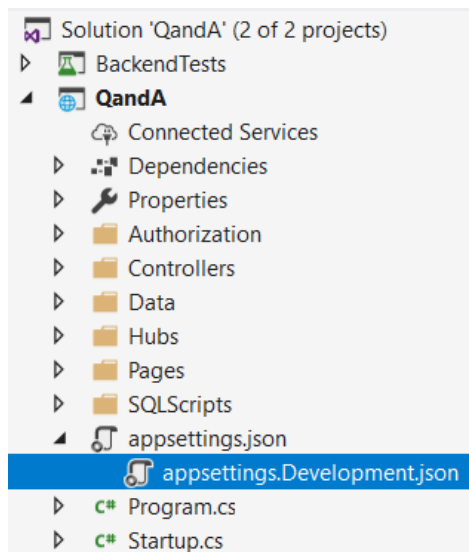 Solution 'QandA' (2 of 2 projects)
BackendTests
QandA
Connected Services
Dependencies
Properties
Authorization
Controllers
Data
Hubs
Pages
SQLScripts
appsettings.json
appsettings.Development.json
C# Program.cs
C# Startup.cs